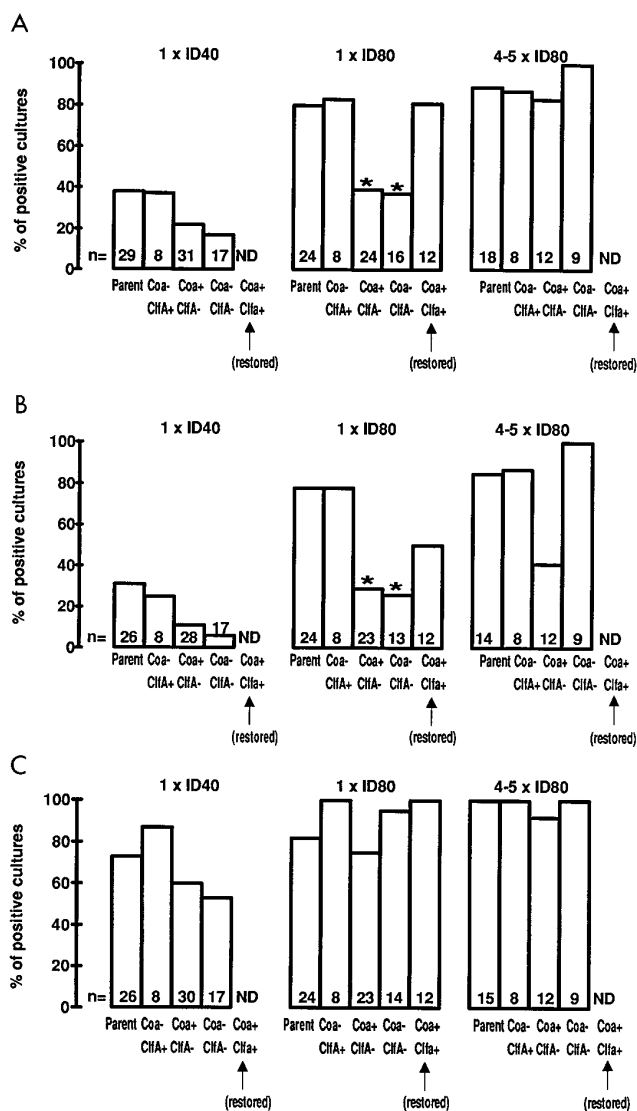 A
1 x ID40 1 x ID80 4-5 x ID80
% of positive cultures
100
80
60
40
20
0
* *
n= 29 8 31 17 ND 24 8 24 16 12 18 8 12 9 ND
Parent Coa- Coa+ Coa- Coa+ Parent Coa- Coa+ Coa- Coa+ Parent Coa- Coa+ Coa- Coa+
ClfA+ ClfA- ClfA- Clfa+ ClfA+ ClfA- ClfA- Clfa+ ClfA+ ClfA- ClfA- Clfa+
(restored) (restored) (restored)
B
1 x ID40 1 x ID80 4-5 x ID80
% of positive cultures
100
80
60
40
20
0
* *
n= 26 8 28 17 ND 24 8 23 13 12 14 8 12 9 ND
Parent Coa- Coa+ Coa- Coa+ Parent Coa- Coa+ Coa- Coa+ Parent Coa- Coa+ Coa- Coa+
ClfA+ ClfA- ClfA- Clfa+ ClfA+ ClfA- ClfA- Clfa+ ClfA+ ClfA- ClfA- Clfa+
(restored) (restored) (restored)
C
1 x ID40 1 x ID80 4-5 x ID80
% of positive cultures
100
80
60
40
20
0
n= 26 8 30 17 ND 24 8 23 14 12 15 8 12 9 ND
Parent Coa- Coa+ Coa- Coa+ Parent Coa- Coa+ Coa- Coa+ Parent Coa- Coa+ Coa- Coa+
ClfA+ ClfA- ClfA- Clfa+ ClfA+ ClfA- ClfA- Clfa+ ClfA+ ClfA- ClfA- Clfa+
(restored) (restored) (restored)